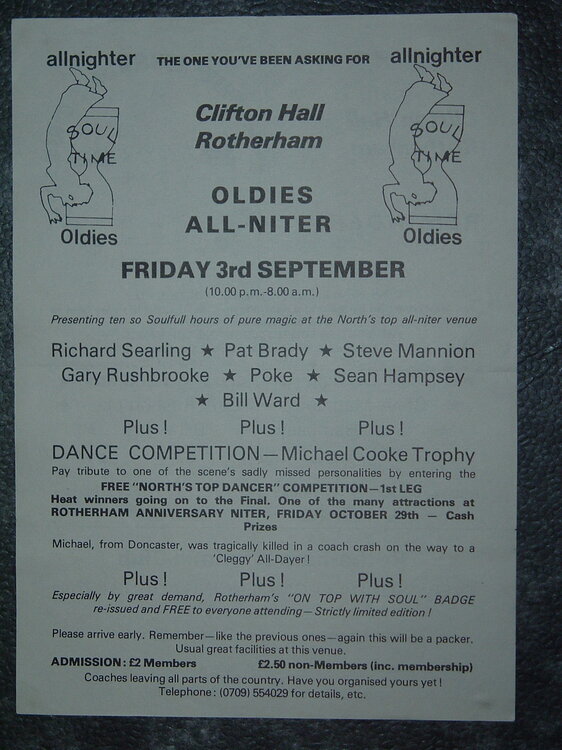 allnighter THE ONE YOU'VE BEEN ASKING FOR allnighter
SOUL TIME
SOUL TIME
Clifton Hall
Rotherham
OLDIES
ALL-NITER
Oldies Oldies
FRIDAY 3rd SEPTEMBER
(10.00 p.m.-8.00 a.m.)
Presenting ten so Soulfull hours of pure magic at the North's top all-niter venue
Richard Searling ★ Pat Brady ★ Steve Mannion
Gary Rushbrooke ★ Poke ★ Sean Hampsey
★ Bill Ward ★
Plus! Plus! Plus!
DANCE COMPETITION — Michael Cooke Trophy
Pay tribute to one of the scene's sadly missed personalities by entering the
FREE "NORTH'S TOP DANCER" COMPETITION—1st LEG
Heat winners going on to the Final. One of the many attractions at
ROTHERHAM ANNIVERSARY NITER, FRIDAY OCTOBER 29th — Cash
Prizes
Michael, from Doncaster, was tragically killed in a coach crash on the way to a
'Cleggy' All-Dayer!
Plus! Plus! Plus!
Especially by great demand, Rotherham's "ON TOP WITH SOUL" BADGE
re-issued and FREE to everyone attending—Strictly limited edition!
Please arrive early. Remember—like the previous ones—again this will be a packer.
Usual great facilities at this venue.
ADMISSION: £2 Members £2.50 non-Members (inc. membership)
Coaches leaving all parts of the country. Have you organised yours yet!
Telephone: (0709) 554029 for details, etc.